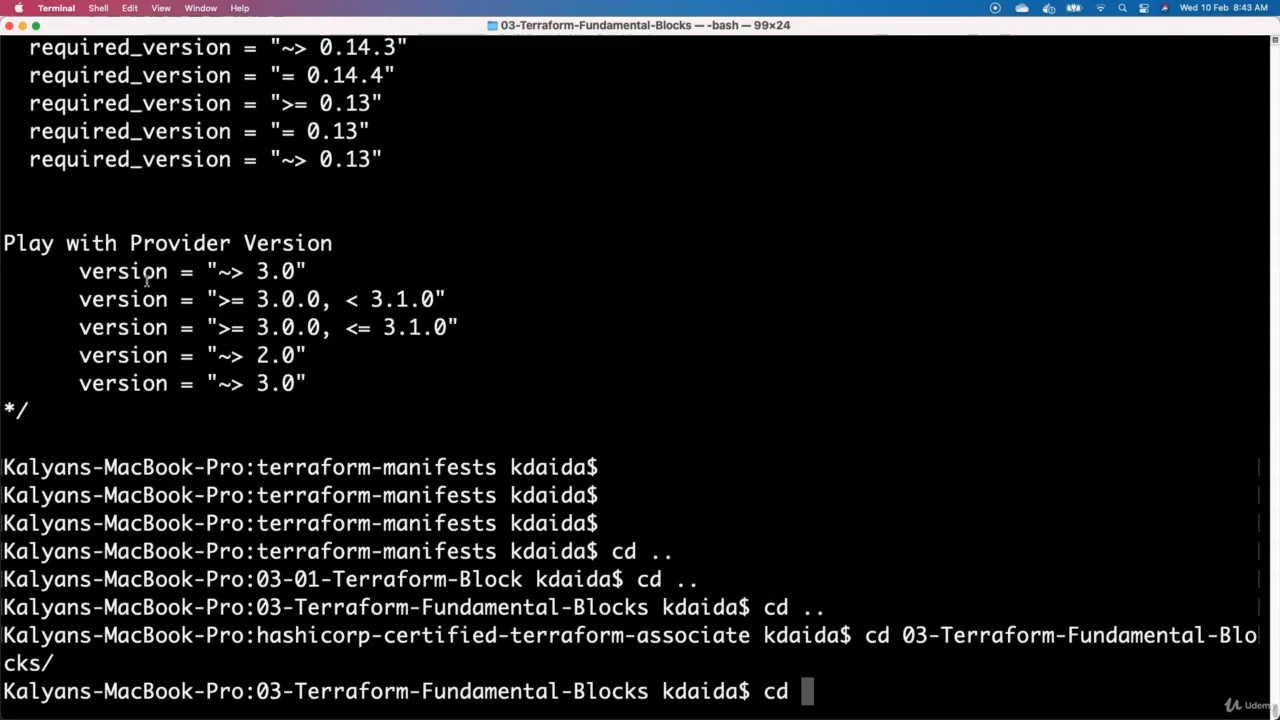 Terminal Shell Edit View Window Help Wed 10 Feb 8:43 AM
03-Terraform-Fundamental-Blocks — -bash — 99×24
required_version = "~> 0.14.3"
required_version = "= 0.14.4"
required_version = ">= 0.13"
required_version = "= 0.13"
required_version = "~> 0.13"
Play with Provider Version
version = "~> 3.0"
version = ">= 3.0.0, < 3.1.0"
version = ">= 3.0.0, <= 3.1.0"
version = "~> 2.0"
version = "~> 3.0"
*/
Kalyans-MacBook-Pro:terraform-manifests kdaida$
Kalyans-MacBook-Pro:terraform-manifests kdaida$
Kalyans-MacBook-Pro:terraform-manifests kdaida$
Kalyans-MacBook-Pro:terraform-manifests kdaida$ cd ..
Kalyans-MacBook-Pro:03-01-Terraform-Block kdaida$ cd ..
Kalyans-MacBook-Pro:03-Terraform-Fundamental-Blocks kdaida$ cd ..
Kalyans-MacBook-Pro:hashicorp-certified-terraform-associate kdaida$ cd 03-Terraform-Fundamental-Blo
cks/
Kalyans-MacBook-Pro:03-Terraform-Fundamental-Blocks kdaida$ cd
Udemy